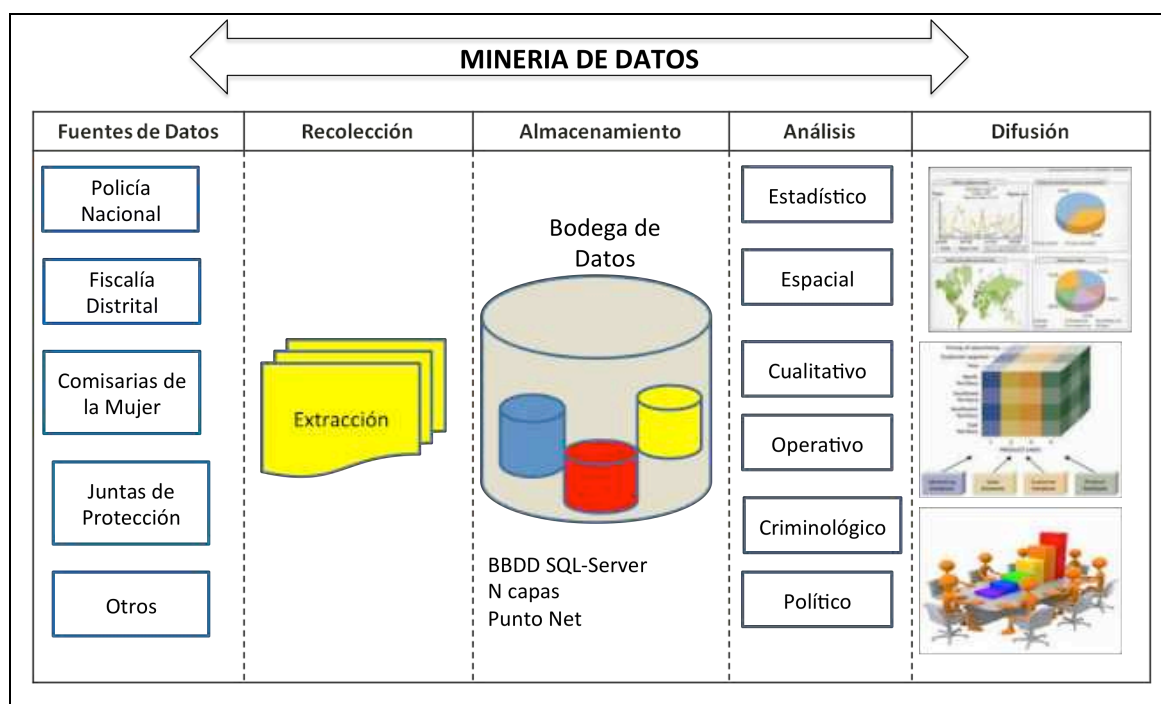 MINERIA DE DATOS
Fuentes de Datos
Recolección
Almacenamiento
Análisis
Difusión
Policía
Nacional
Fiscalía
Distrital
Comisarias de
la Mujer
Juntas de
Protección
Otros
Extracción
Bodega de
Datos
BBDD SQL-Server
N capas
Punto Net
Estadístico
Espacial
Cualitativo
Operativo
Criminológico
Político
PRODUCT LINES